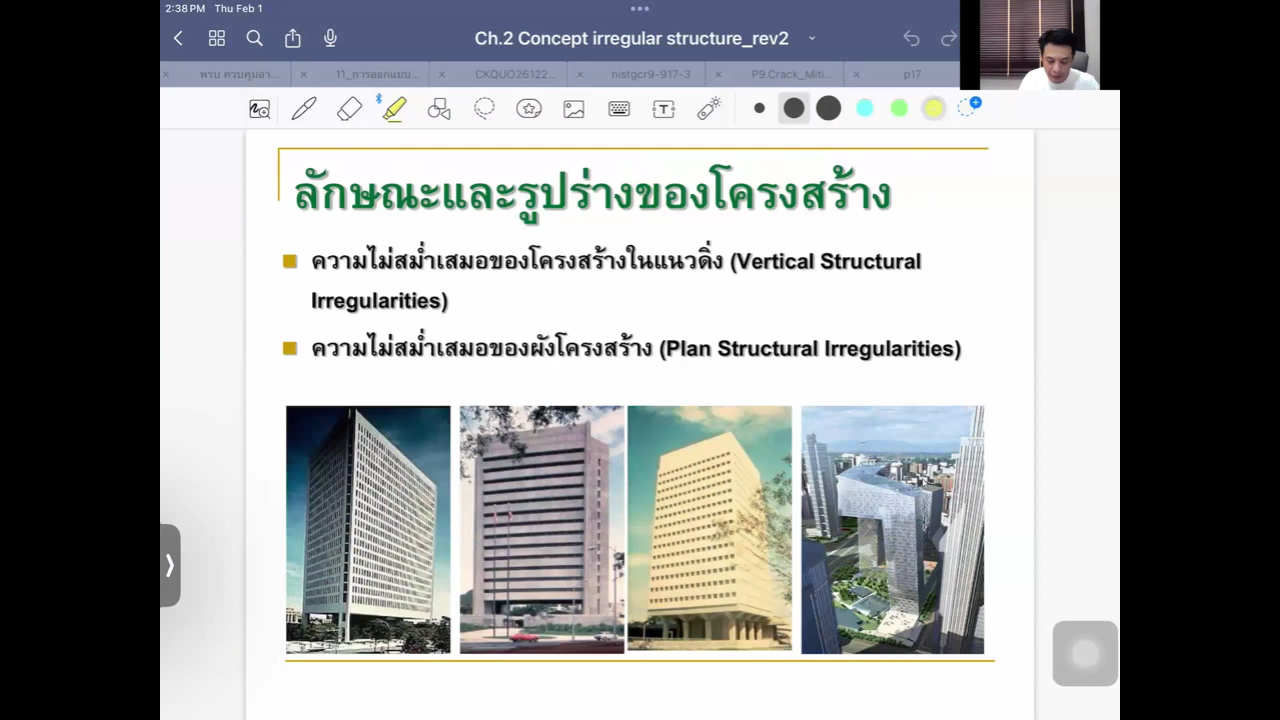 2:38 PM Thu Feb 1
Ch.2 Concept irregular structure_rev2
พรบ ควบคุมอา... 11_การออกแบบ... CKQUO26122... nistgcr9-917-3 P9.Crack_Miti... p17
ลักษณะและรูปร่างของโครงสร้าง
ความไม่สม่ำเสมอของโครงสร้างในแนวดิ่ง (Vertical Structural
Irregularities)
ความไม่สม่ำเสมอของผังโครงสร้าง (Plan Structural Irregularities)